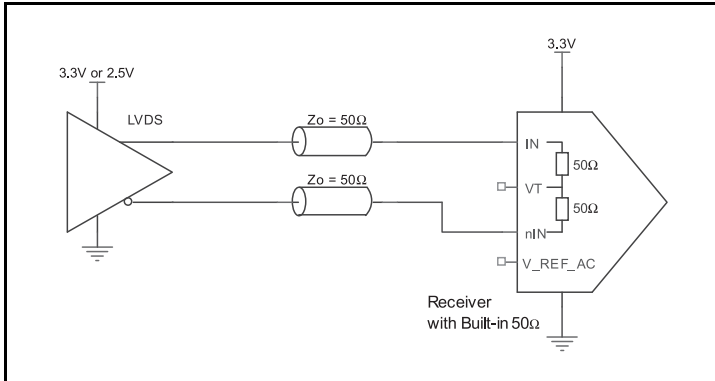 3.3V
3.3V or 2.5V
LVDS
Zo = 50Ω
Zo = 50Ω
IN
50Ω
VT
50Ω
nIN
V_REF_AC
Receiver
with Built-in 50Ω